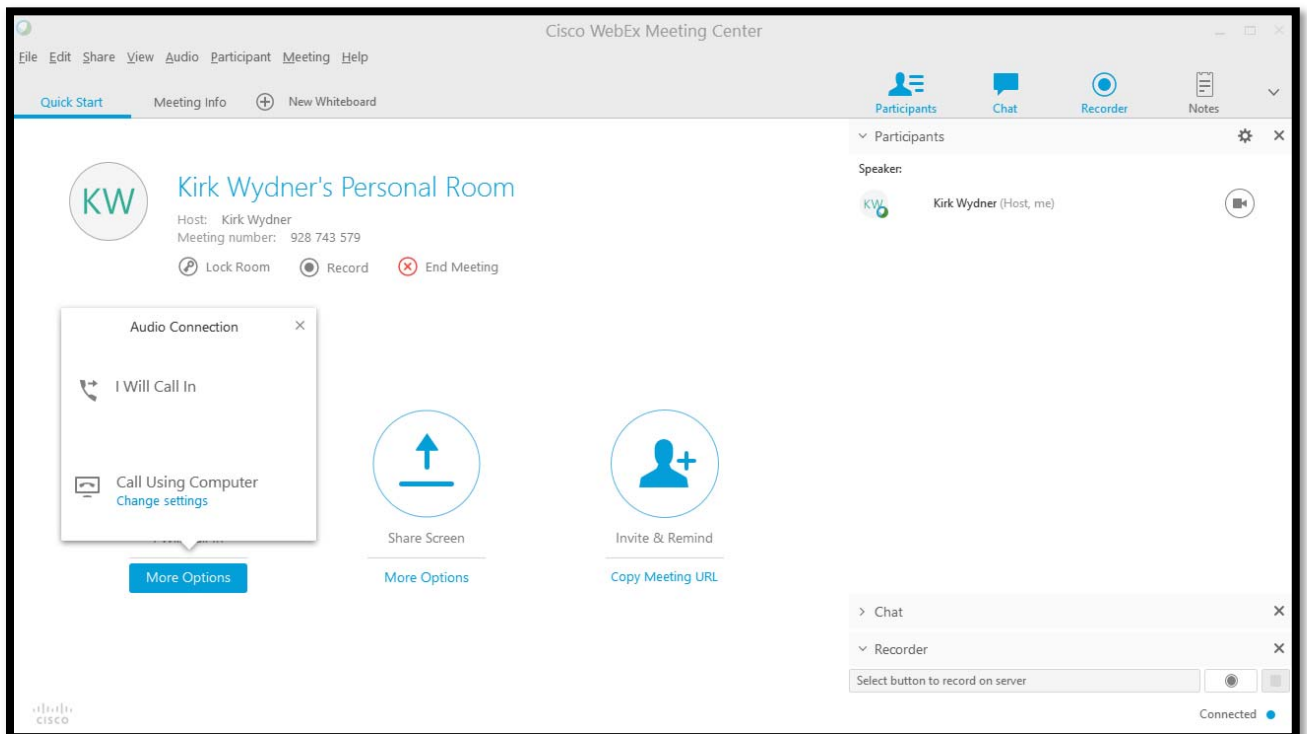 Cisco WebEx Meeting Center
File Edit Share View Audio Participant Meeting Help
Quick Start Meeting Info New Whiteboard
Participants Chat Recorder Notes
Participants
Speaker:
KW Kirk Wydner (Host, me)
KW
Kirk Wydner's Personal Room
Host: Kirk Wydner
Meeting number: 928 743 579
Lock Room Record End Meeting
Audio Connection
I Will Call In
Call Using Computer
Change settings
Share Screen Invite & Remind
More Options More Options Copy Meeting URL
Chat
Recorder
Select button to record on server
Connected
CISCO